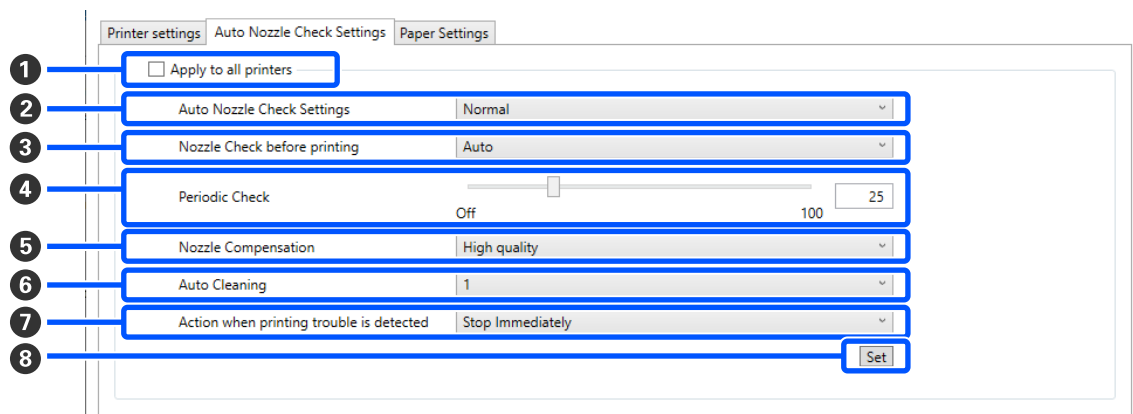 Printer settings Auto Nozzle Check Settings Paper Settings
1 Apply to all printers
2 Auto Nozzle Check Settings Normal
3 Nozzle Check before printing Auto
4 Periodic Check 25
Off 100
5 Nozzle Compensation High quality
6 Auto Cleaning 1
7 Action when printing trouble is detected Stop Immediately
8 Set